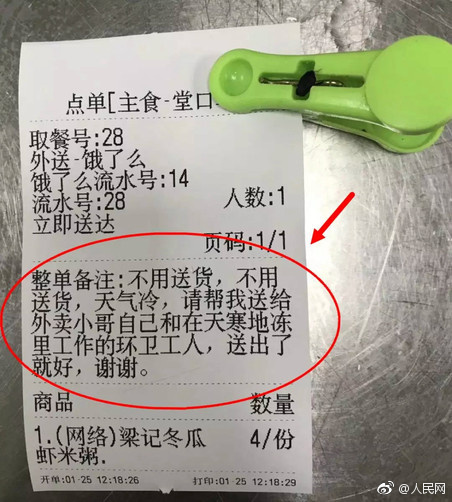 点单[主食-堂口
取餐号:28
外送-饿了么
饿了么流水号:14
流水号:28 人数:1
立即送达
页码:1/1
整单备注:不用送货，不用
送货，天气冷，请帮我送给
外卖小哥自己和在天寒地冻
里工作的环卫工人，送出了
就好，谢谢。
商品 数量
1.(网络)梁记冬瓜 4/份
虾米粥.
开单:01-25 12:18:26 打印:01-25 12:18:29
@人民网